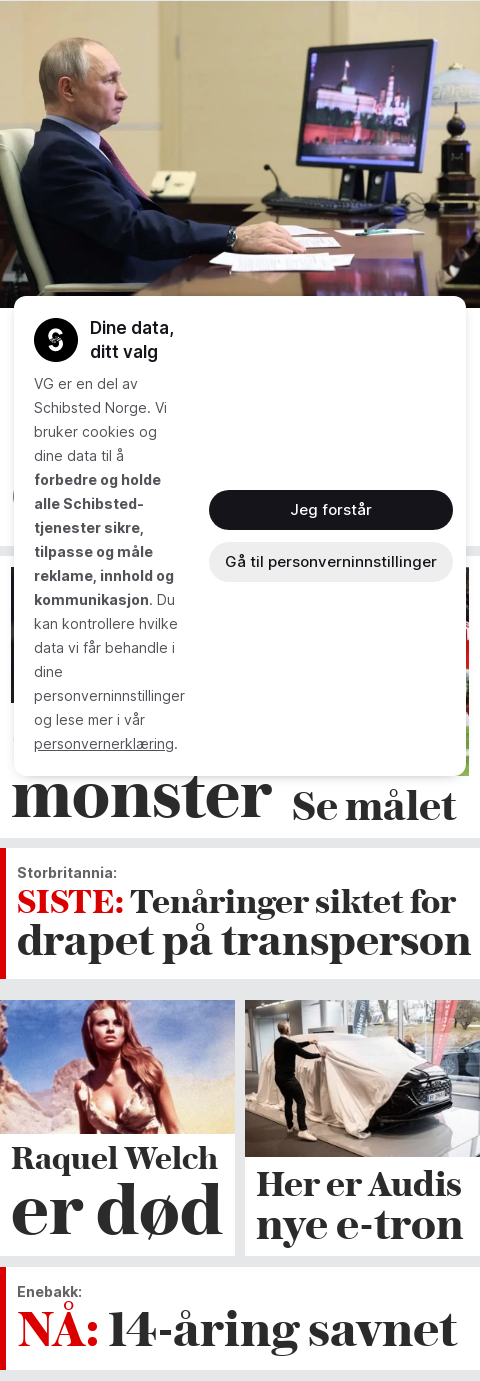 Dine data,
ditt valg
VG er en del av
Schibsted Norge. Vi
bruker cookies og
dine data til å
forbedre og holde
alle Schibsted-
tjenester sikre,
tilpasse og måle
reklame, innhold og
kommunikasjon. Du
kan kontrollere hvilke
data vi får behandle i
dine
personverninnstillinger
og lese mer i vår
personvernerklæring.
Jeg forstår
Gå til personverninnstillinger
monster
Se målet
Storbritannia:
SISTE: Tenåringer siktet for
drapet på transperson
Raquel Welch
er død
Her er Audis
nye e-tron
Enebakk:
NÅ: 14-åring savnet